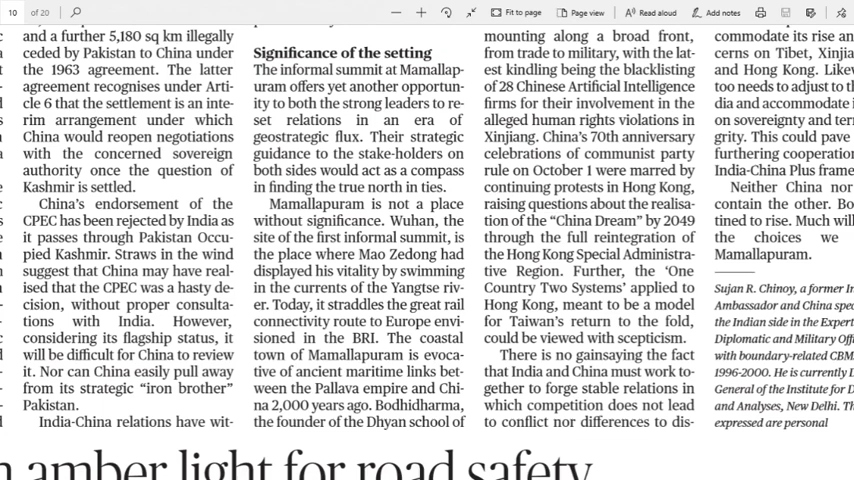 10 of 20 Fit to page Page view Read aloud Add notes
and a further 5,180 sq km illegally
ceded by Pakistan to China under
the 1963 agreement. The latter
agreement recognises under Arti-
cle 6 that the settlement is an inte-
rim arrangement under which
China would reopen negotiations
with the concerned sovereign
authority once the question of
Kashmir is settled.
China's endorsement of the
CPEC has been rejected by India as
it passes through Pakistan Occu-
pied Kashmir. Straws in the wind
suggest that China may have real-
ised that the CPEC was a hasty de-
cision, without proper consulta-
tions with India. However,
considering its flagship status, it
will be difficult for China to review
it. Nor can China easily pull away
from its strategic “iron brother”
Pakistan.
India-China relations have wit-
Significance of the setting
The informal summit at Mamallap-
uram offers yet another opportun-
ity to both the strong leaders to re-
set relations in an era of
geostrategic flux. Their strategic
guidance to the stake-holders on
both sides would act as a compass
in finding the true north in ties.
Mamallapuram is not a place
without significance. Wuhan, the
site of the first informal summit, is
the place where Mao Zedong had
displayed his vitality by swimming
in the currents of the Yangtse riv-
er. Today, it straddles the great rail
connectivity route to Europe envi-
sioned in the BRI. The coastal
town of Mamallapuram is evoca-
tive of ancient maritime links bet-
ween the Pallava empire and Chi-
na 2,000 years ago. Bodhidharma,
the founder of the Dhyan school of
mounting along a broad front,
from trade to military, with the lat-
est kindling being the blacklisting
of 28 Chinese Artificial Intelligence
firms for their involvement in the
alleged human rights violations in
Xinjiang. China's 70th anniversary
celebrations of communist party
rule on October 1 were marred by
continuing protests in Hong Kong,
raising questions about the realisa-
tion of the “China Dream” by 2049
through the full reintegration of
the Hong Kong Special Administra-
tive Region. Further, the ‘One
Country Two Systems’ applied to
Hong Kong, meant to be a model
for Taiwan's return to the fold,
could be viewed with scepticism.
There is no gainsaying the fact
that India and China must work to-
gether to forge stable relations in
which competition does not lead
to conflict nor differences to dis-
commodate its rise an
cerns on Tibet, Xinjia
and Hong Kong. Likew
too needs to adjust to th
dia and accommodate i
on sovereignty and terr
grity. This could pave
furthering cooperation
India-China Plus frame
Neither China nor
contain the other. Bo
tined to rise. Much will
the choices we
Mamallapuram.
Sujan R. Chinoy, a former In
Ambassador and China spec
the Indian side in the Expert
Diplomatic and Military Offi
with boundary-related CBM
1996-2000. He is currently D
General of the Institute for D
and Analyses, New Delhi. Th
expressed are personal
n amber light for road safety